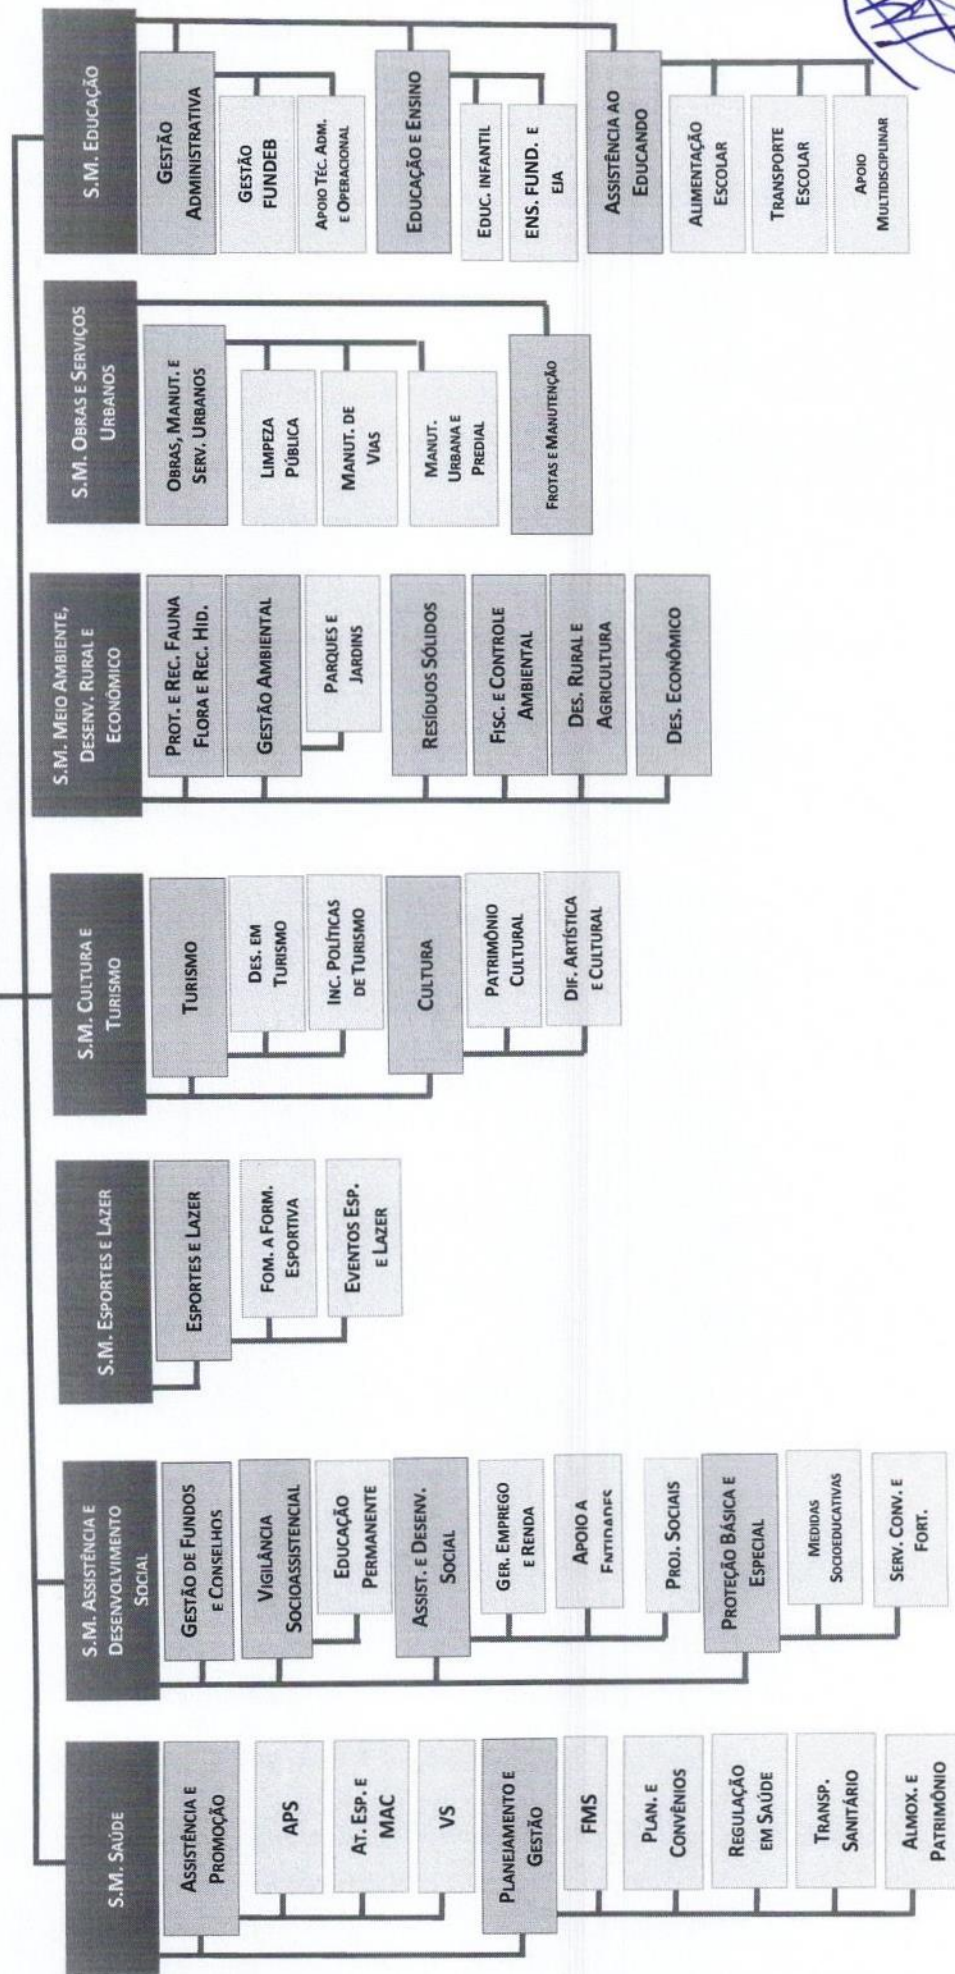 S.M. SAÚDE
ASSISTÊNCIA E
PROMOÇÃO
APS
AT. ESP. E
MAC
VS
PLANEJAMENTO E
GESTÃO
FMS
PLAN. E
CONVÊNIOS
REGULAÇÃO
EM SAÚDE
TRANSP.
SANITÁRIO
ALMOX. E
PATRIMÔNIO
S.M. ASSISTÊNCIA E
DESENVOLVIMENTO
SOCIAL
GESTÃO DE FUNDOS
E CONSELHOS
VIGILÂNCIA
SOCIOASSISTENCIAL
EDUCAÇÃO
PERMANENTE
ASSIST. E DESENV.
SOCIAL
GER. EMPREGO
E RENDA
APOIO A
ENTIDADES
PROJ. SOCIAIS
PROTEÇÃO BÁSICA E
ESPECIAL
MEDIDAS
SOCIOEDUCATIVAS
SERV. CONV. E
FORT.
S.M. ESPORTES E LAZER
ESPORTES E LAZER
FOM. A FORM.
ESPORTIVA
EVENTOS ESP.
E LAZER
S.M. CULTURA E
TURISMO
TURISMO
DES. EM
TURISMO
INC. POLÍTICAS
DE TURISMO
CULTURA
PATRIMÔNIO
CULTURAL
DIF. ARTÍSTICA
E CULTURAL
S.M. MEIO AMBIENTE,
DESENV. RURAL E
ECONÔMICO
PROT. E REC. FAUNA
FLORA E REC. HID.
GESTÃO AMBIENTAL
PARQUES E
JARDINS
RESÍDUOS SÓLIDOS
FISC. E CONTROLE
AMBIENTAL
DES. RURAL E
AGRICULTURA
DES. ECONÔMICO
S.M. OBRAS E SERVIÇOS
URBANOS
OBRAS, MANUT. E
SERV. URBANOS
LIMPEZA
PÚBLICA
MANUT. DE
VIAS
MANUT.
URBANA E
PREDIAL
FROTAS E MANUTENÇÃO
S.M. EDUCAÇÃO
GESTÃO
ADMINISTRATIVA
GESTÃO
FUNDEB
APOIO TÉC. ADM.
E OPERACIONAL
EDUCAÇÃO E ENSINO
EDUC. INFANTIL
ENS. FUND. E
EJA
ASSISTÊNCIA AO
EDUCANDO
ALIMENTAÇÃO
ESCOLAR
TRANSPORTE
ESCOLAR
APOIO
MULTIDISCIPLINAR